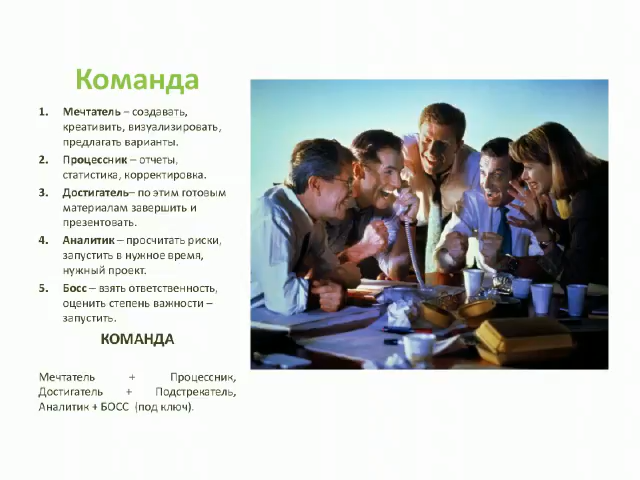 Команда
1. Мечтатель – создавать,
креативить, визуализировать,
предлагать варианты.
2. Процессник – отчеты,
статистика, корректировка.
3. Достигатель– по этим готовым
материалам завершить и
презентовать.
4. Аналитик – просчитать риски,
запустить в нужное время,
нужный проект.
5. Босс – взять ответственность,
оценить степень важности –
запустить.
КОМАНДА
Мечтатель + Процессник,
Достигатель + Подстрекатель,
Аналитик + БОСС (под ключ).